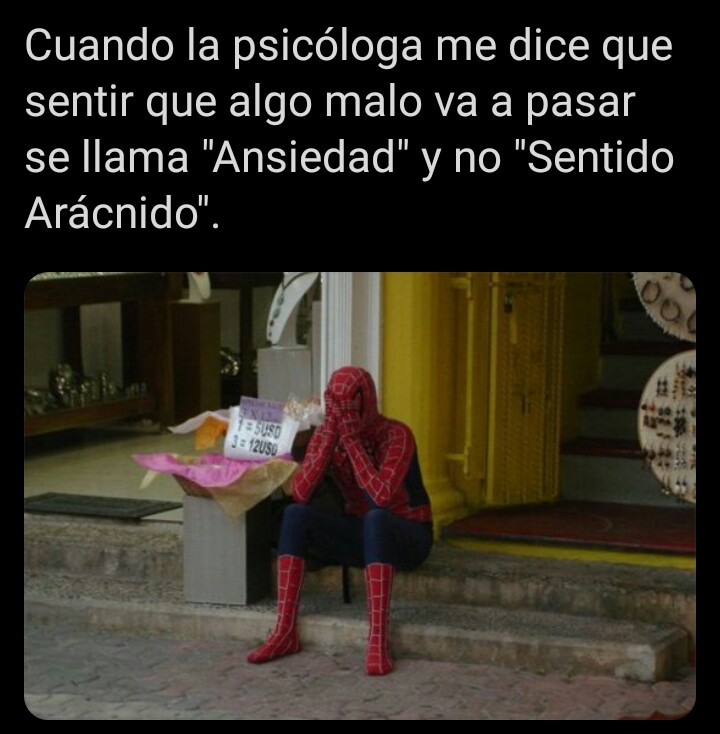 Cuando la psicóloga me dice que
sentir que algo malo va a pasar
se llama "Ansiedad" y no "Sentido
Arácnido".
1 = 5USD
3 = 12USD